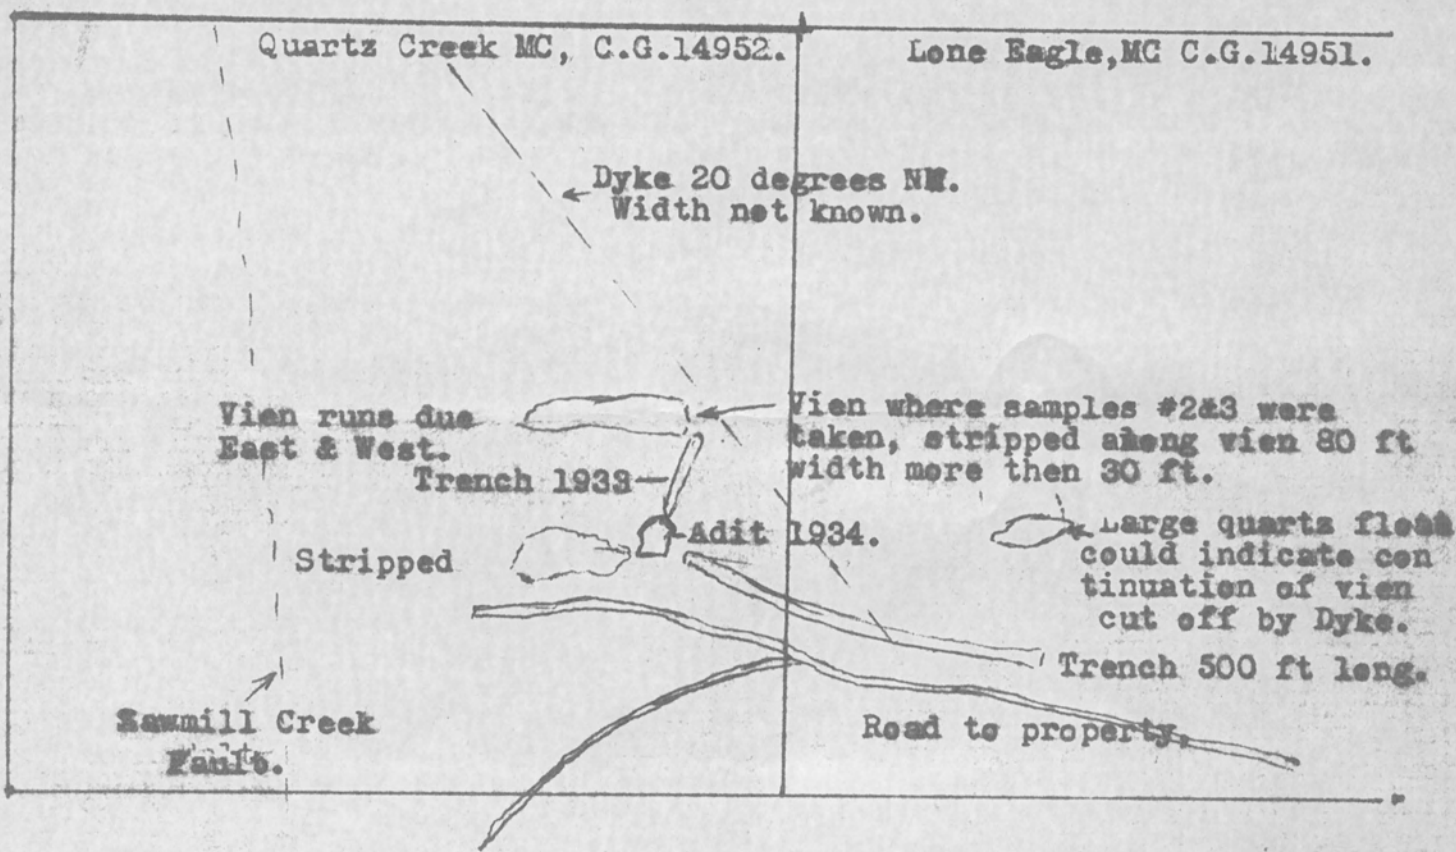 Quartz Creek MC, C.G.14952.
Lone Eagle,MC C.G.14951.
Dyke 20 degrees NW.
Width not known.
Vien runs due
East & West.
Vien where samples #2&3 were
taken, stripped along vien 80 ft
width more then 30 ft.
Trench 1933
Adit 1934.
Large quartz float
could indicate con
tinuation of vien
cut off by Dyke.
Stripped
Trench 500 ft long.
Sawmill Creek
Fault.
Road to property.